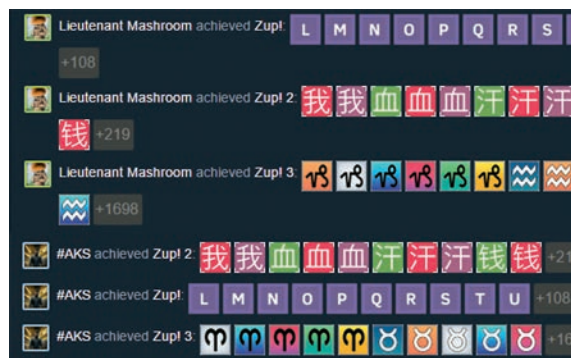 Lieutenant Mashroom achieved Zup!: L M N O P Q R S
+108
Lieutenant Mashroom achieved Zup! 2: 我 我 血 血 血 汗 汗 汗
钱 +219
Lieutenant Mashroom achieved Zup! 3: ♑ ♑ ♑ ♑ ♑ ♑ ♒ ♒
♒ +1698
#AKS achieved Zup! 2: 我 我 血 血 血 汗 汗 汗 钱 钱 +21
#AKS achieved Zup!: L M N O P Q R S T U +108
#AKS achieved Zup! 3: ♈ ♈ ♈ ♈ ♈ ♉ ♉ ♉ ♉ ♉ +16